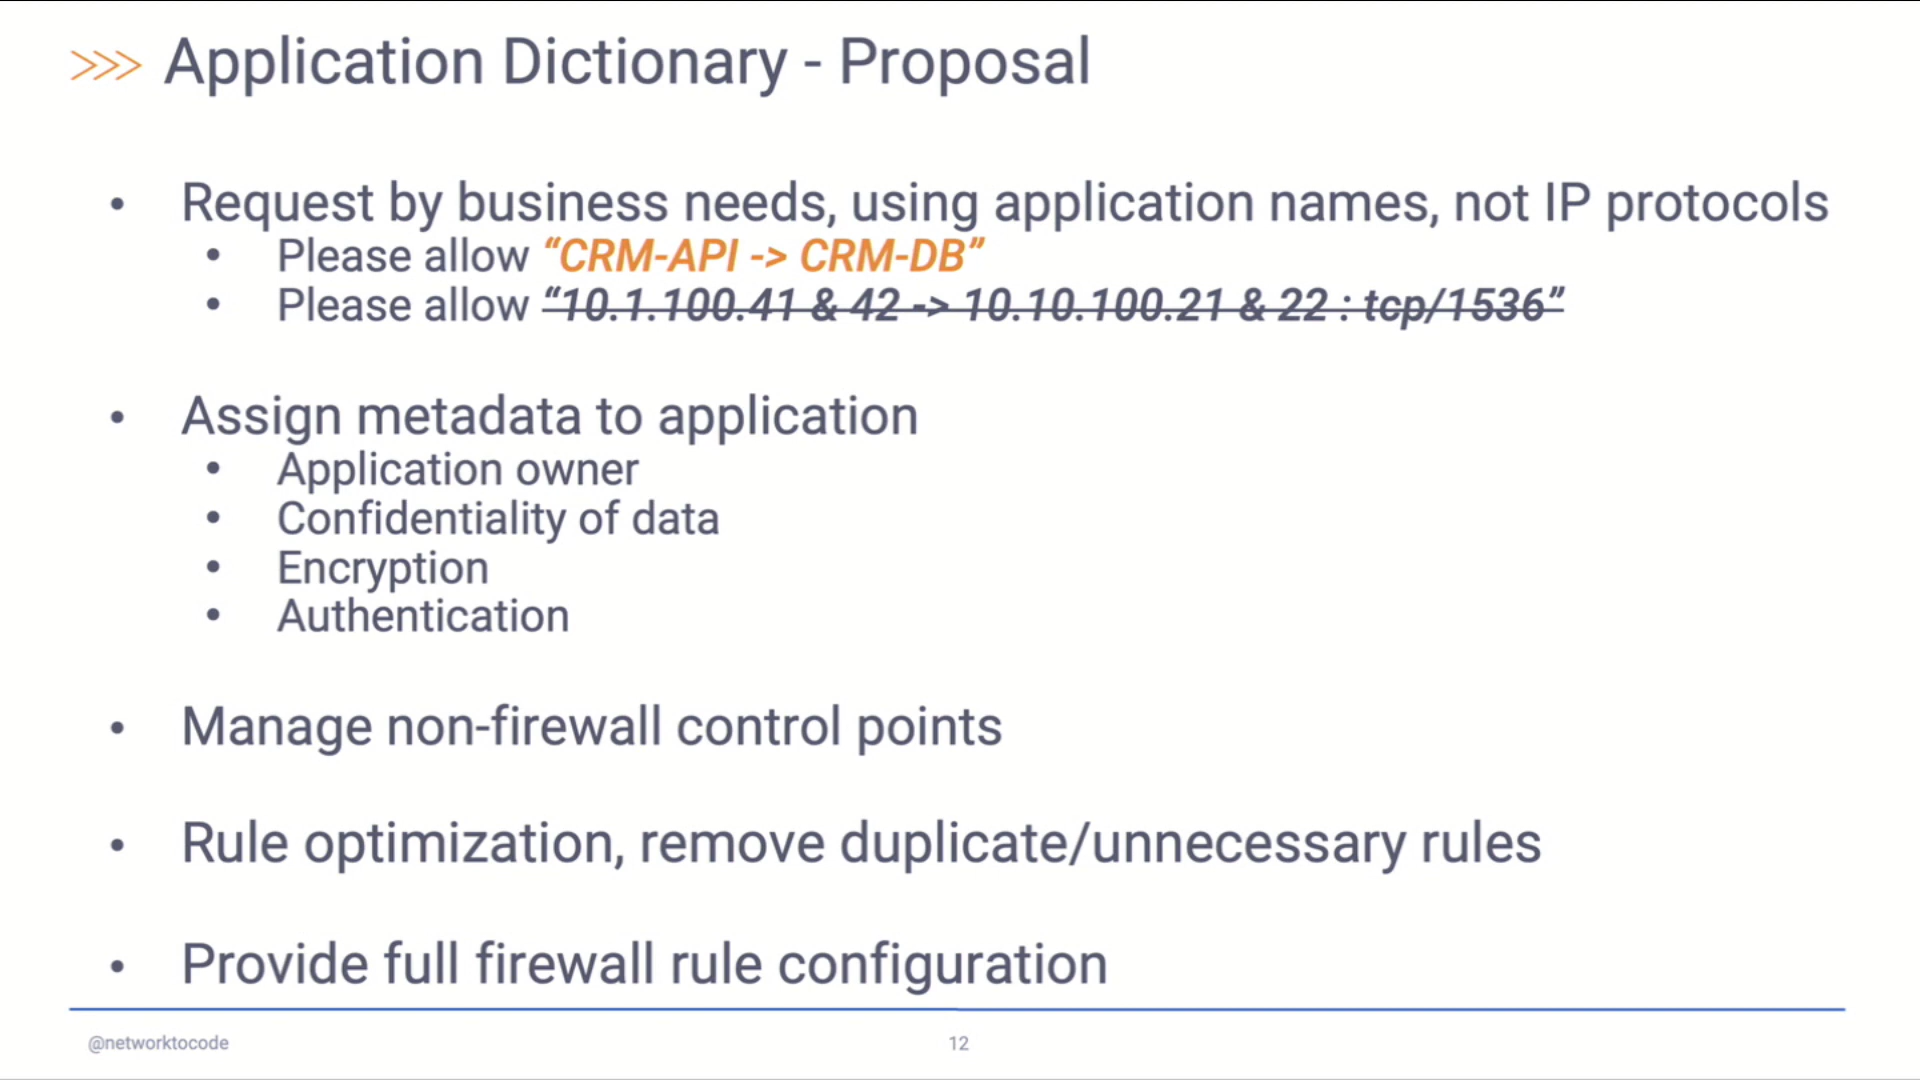 >>> Application Dictionary - Proposal
• Request by business needs, using application names, not IP protocols
• Please allow “CRM-API -> CRM-DB”
• Please allow “10.1.100.41 & 42 -> 10.10.100.21 & 22 : tcp/1536”
• Assign metadata to application
• Application owner
• Confidentiality of data
• Encryption
• Authentication
• Manage non-firewall control points
• Rule optimization, remove duplicate/unnecessary rules
• Provide full firewall rule configuration
@networktocode
12